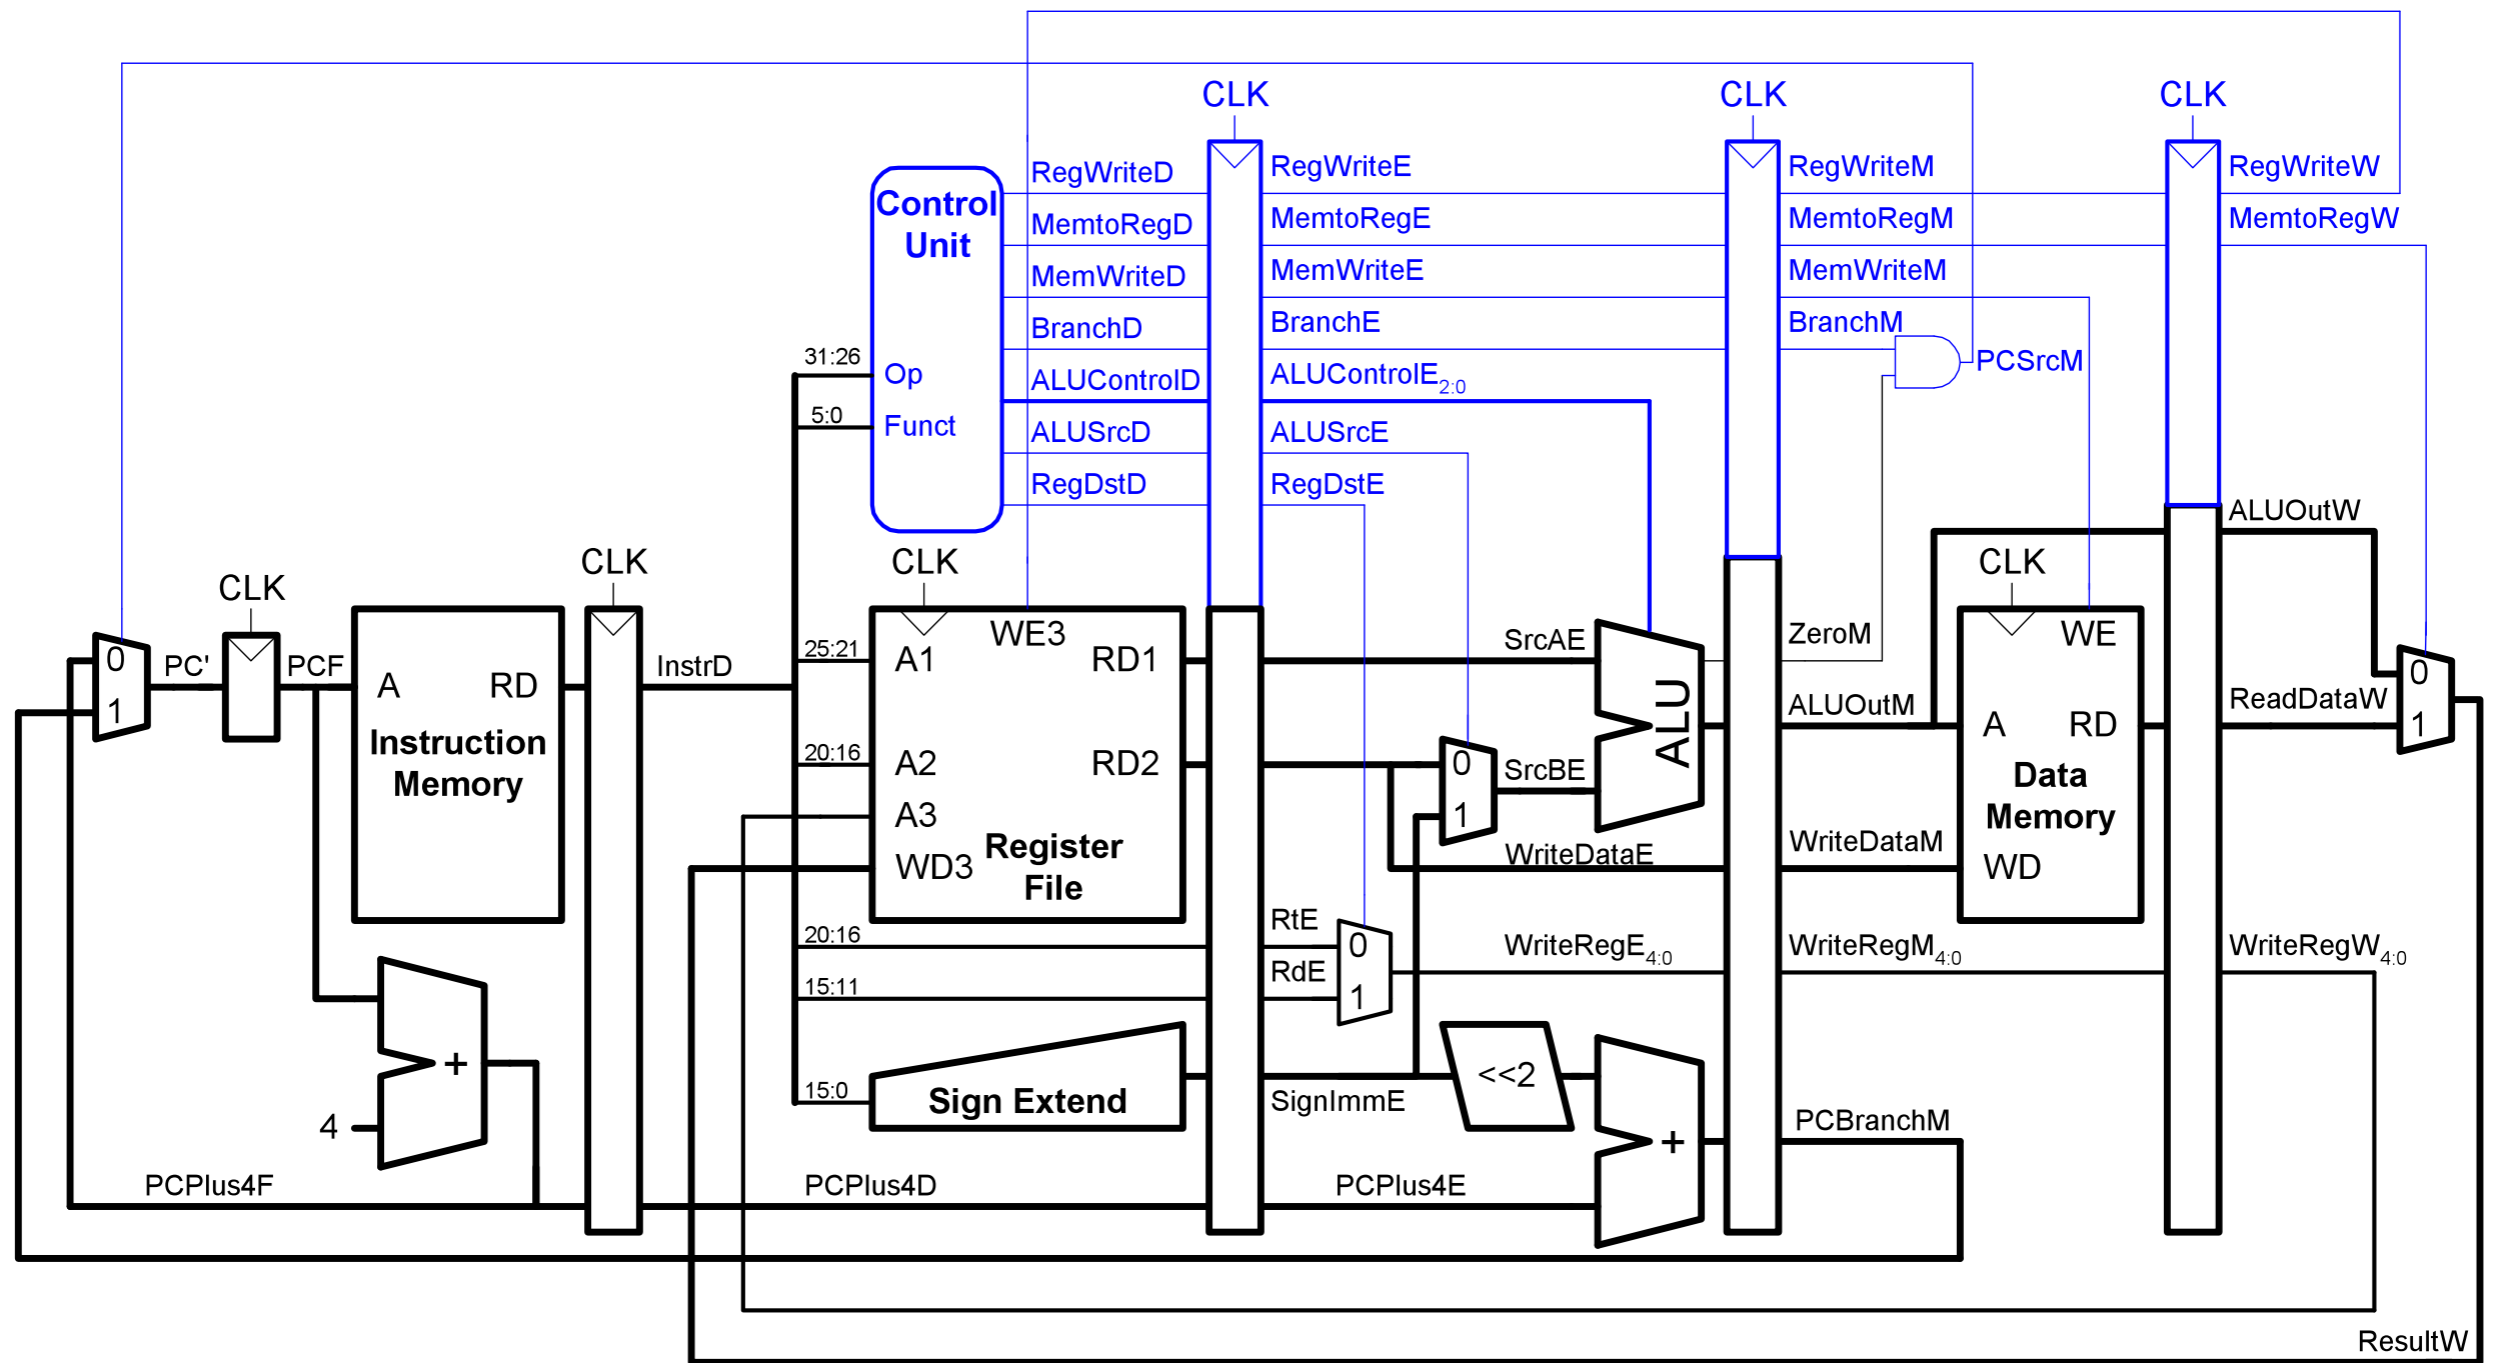 CLK
CLK
CLK
RegWriteD
RegWriteE
RegWriteM
RegWriteW
Control
Unit
MemtoRegD
MemtoRegE
MemtoRegM
MemtoRegW
MemWriteD
MemWriteE
MemWriteM
BranchD
BranchE
BranchM
31:26
Op
ALUControlD
ALUControlE2:0
PCSrcM
5:0
Funct
ALUSrcD
ALUSrcE
RegDstD
RegDstE
ALUOutW
CLK
CLK
CLK
CLK
WE3
WE
0
PC'
PCF
A
RD
InstrD
25:21
A1
RD1
SrcAE
ZeroM
0
1
Instruction
Memory
ALU
ALUOutM
A
RD
ReadDataW
1
20:16
A2
RD2
0
SrcBE
Data
Memory
A3
1
Register
File
WD3
WriteDataE
WriteDataM
WD
20:16
RtE
0
WriteRegE4:0
WriteRegM4:0
WriteRegW4:0
RdE
15:11
1
+
4
15:0
Sign Extend
SignImmE
<<2
+
PCBranchM
PCPlus4F
PCPlus4D
PCPlus4E
ResultW